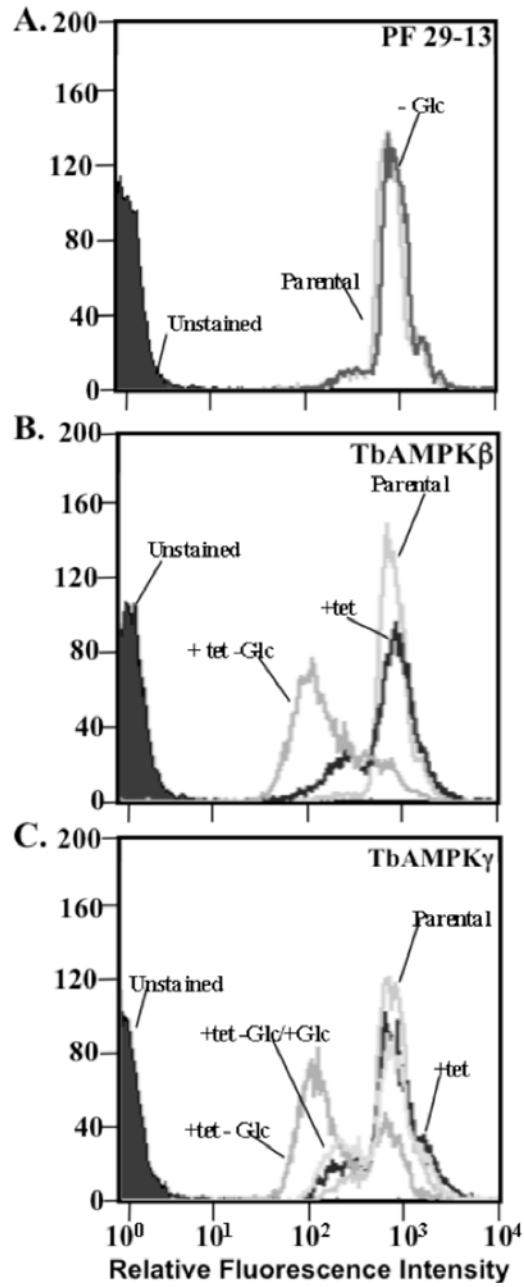 A.
200
160
120
80
40
0
PF 29-13
- Glc
Parental
Unstained
B.
200
160
120
80
40
0
TbAMPKβ
Parental
Unstained
+tet
+ tet -Glc
C.
200
160
120
80
40
0
TbAMPKγ
Parental
Unstained
+tet -Glc/+Glc
+tet
+tet - Glc
10⁰ 10¹ 10² 10³ 10⁴
Relative Fluorescence Intensity